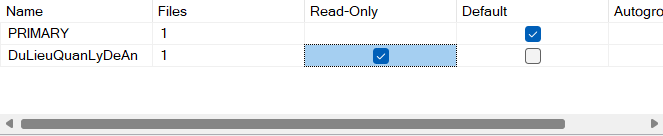 Name Files Read-Only Default Autogro
PRIMARY 1
DuLieuQuanLyDeAn 1